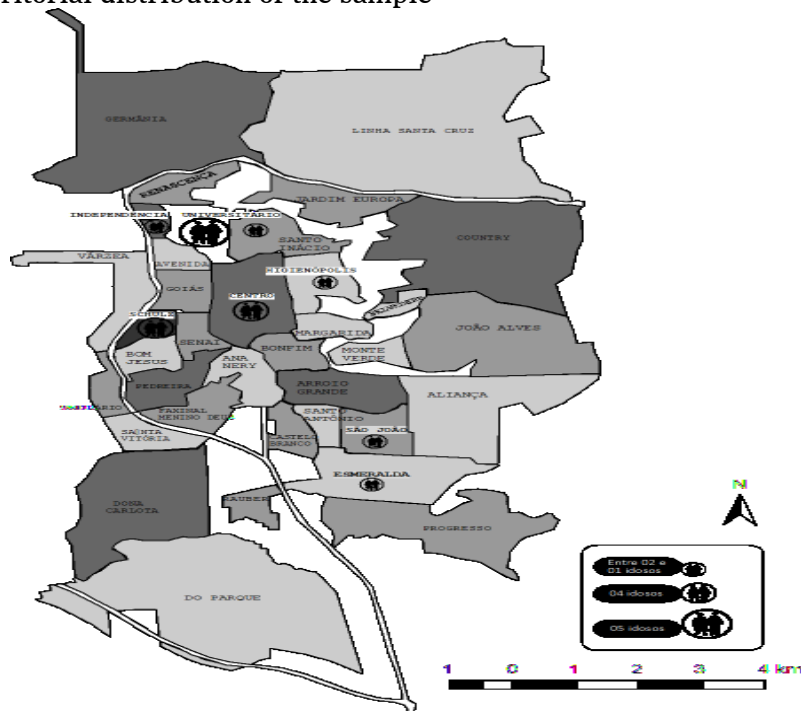 ritorial distribution of the sample
GERMÂNIA
LINHA SANTA CRUZ
RENASCENÇA
JARDIM EUROPA
INDEPENDÊNCIA
UNIVERSITÁRIO
SANTO
INÁCIO
COUNTRY
VÁRZEA
AVENIDA
HIGIENÓPOLIS
GOIÁS
CENTRO
SCHULZ
SENAI
MARGARIDA
JOÃO ALVES
BOM
JESUS
ANA
NERY
BONFIM
MONTE
VERDE
PEDREIRA
ARROIO
GRANDE
ALIANÇA
FAXINAL
MENINO DEUS
SANTO
ANTÔNIO
SÃO JOÃO
VITÓRIA
CASTELO
BRANCO
ESMERALDA
DONA
CARLOTA
RAUBER
PROGRESSO
N
DO PARQUE
Entre 02 e
01 idosos
04 idosos
05 idosos
1 0 1 2 3 4 km